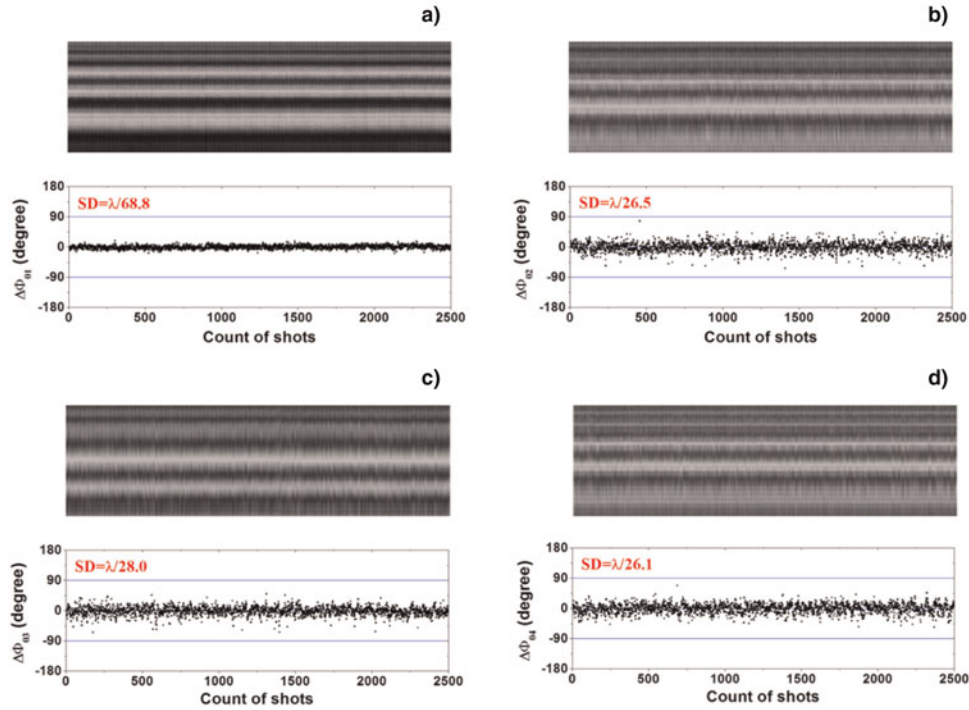 a)
SD=λ/68.8
180
90
0
-90
-180
ΔΦ01 (degree)
0 500 1000 1500 2000 2500
Count of shots
b)
SD=λ/26.5
180
90
0
-90
-180
ΔΦ02 (degree)
0 500 1000 1500 2000 2500
Count of shots
c)
SD=λ/28.0
180
90
0
-90
-180
ΔΦ03 (degree)
0 500 1000 1500 2000 2500
Count of shots
d)
SD=λ/26.1
180
90
0
-90
-180
ΔΦ04 (degree)
0 500 1000 1500 2000 2500
Count of shots